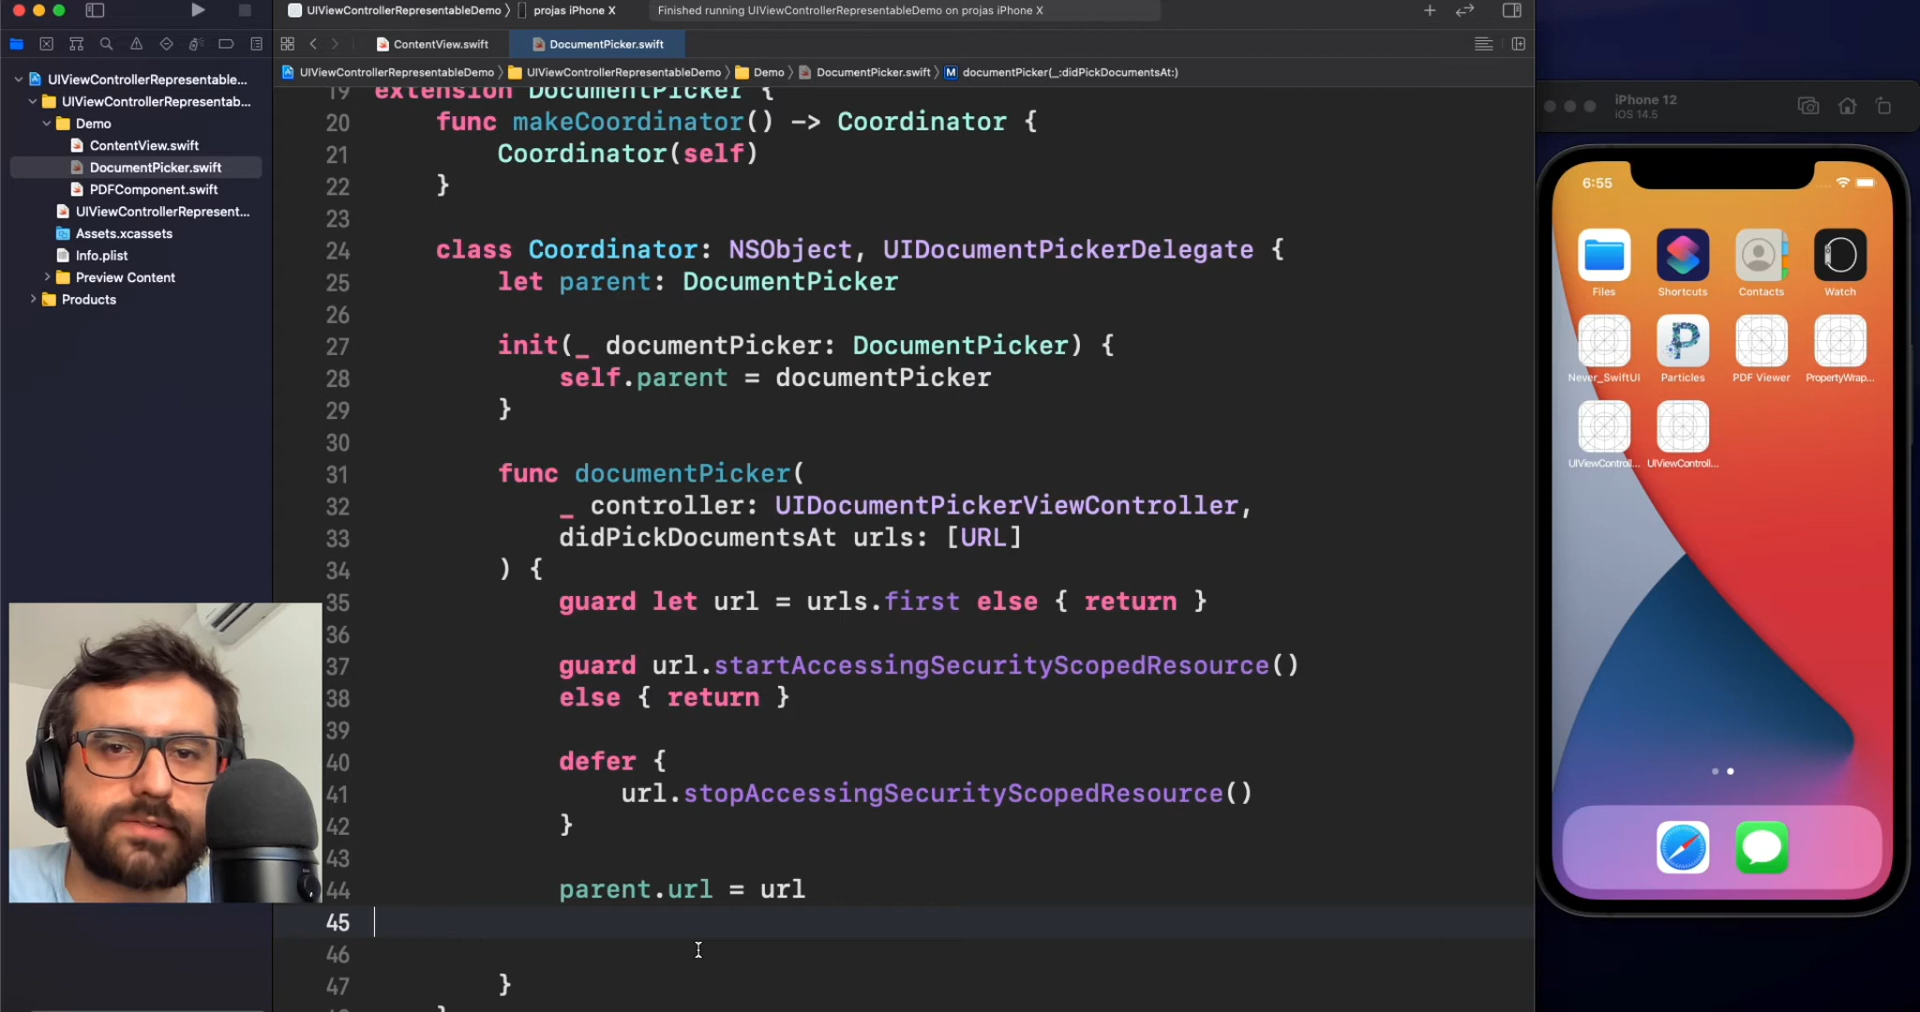 UIViewControllerRepresentableDemo
projas iPhone X
Finished running UIViewControllerRepresentableDemo on projas iPhone X
ContentView.swift
DocumentPicker.swift
UIViewControllerRepresentableDemo
UIViewControllerRepresentableDemo
Demo
DocumentPicker.swift
M documentPicker(_:didPickDocumentsAt:)
UIViewControllerRepresentable...
UIViewControllerRepresentab...
Demo
ContentView.swift
DocumentPicker.swift
PDFComponent.swift
UIViewControllerRepresent...
Assets.xcassets
Info.plist
Preview Content
Products
19 extension DocumentPicker {
20 func makeCoordinator() -> Coordinator {
21 Coordinator(self)
22 }
23
24 class Coordinator: NSObject, UIDocumentPickerDelegate {
25 let parent: DocumentPicker
26
27 init(_ documentPicker: DocumentPicker) {
28 self.parent = documentPicker
29 }
30
31 func documentPicker(
32 _ controller: UIDocumentPickerViewController,
33 didPickDocumentsAt urls: [URL]
34 ) {
35 guard let url = urls.first else { return }
36
37 guard url.startAccessingSecurityScopedResource()
38 else { return }
39
40 defer {
41 url.stopAccessingSecurityScopedResource()
42 }
43
44 parent.url = url
45
46
47 }
iPhone 12
iOS 14.5
6:55
Files
Shortcuts
Contacts
Watch
P
Never_SwiftUI
Particles
PDF Viewer
PropertyWrap...
UIViewControll...
UIViewControll...